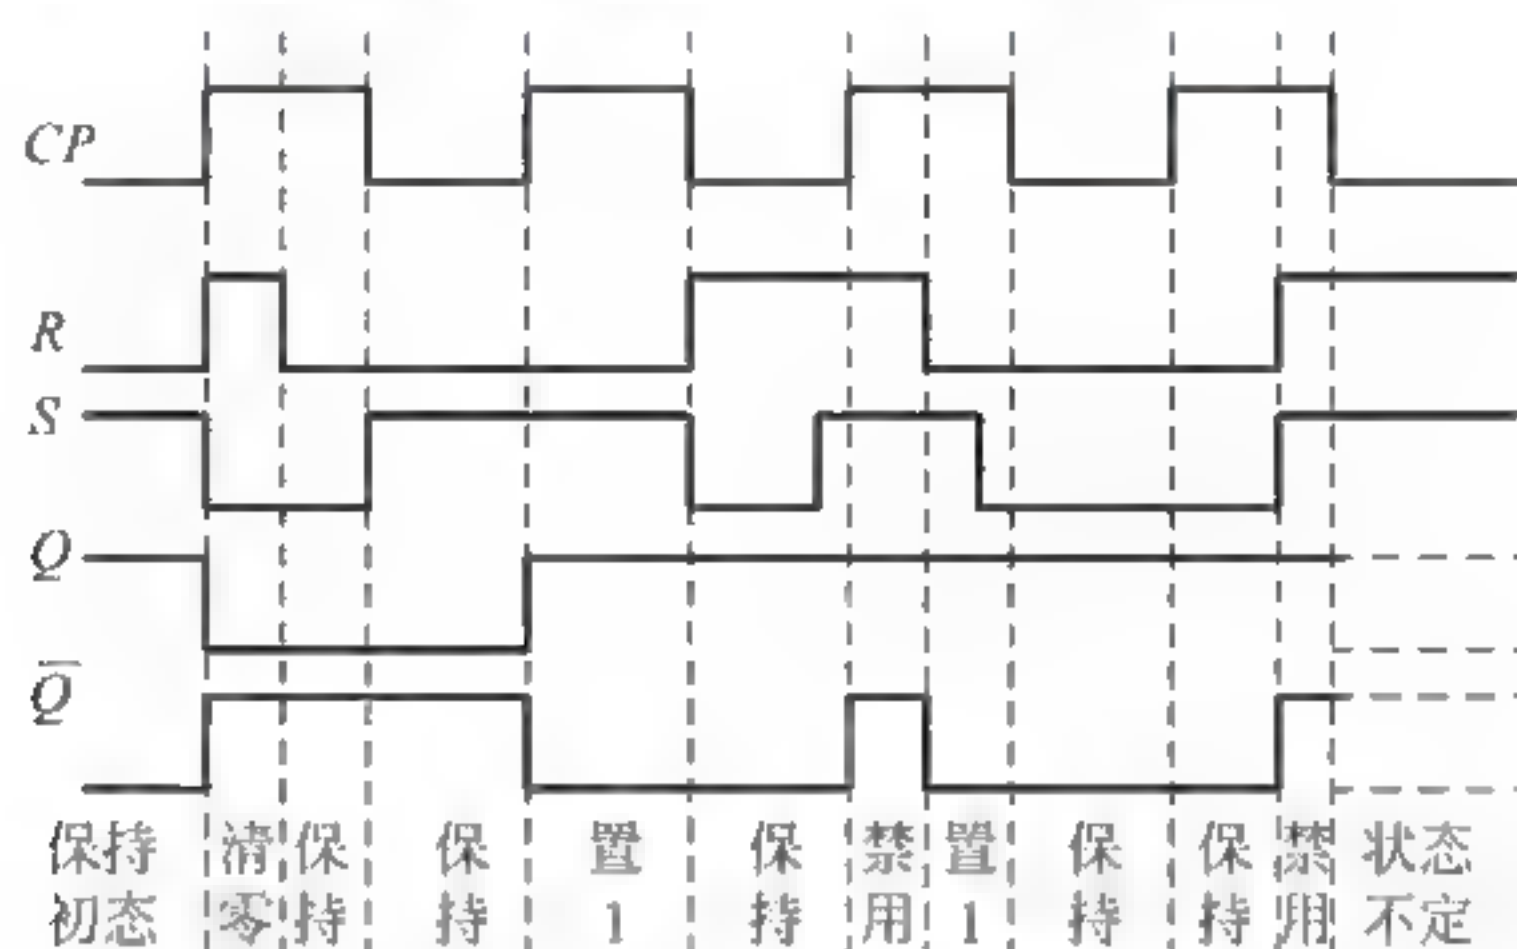 CP
R
S
Q
Q̅
保持 清 保 保 置 保 禁 置 保 保 禁 状态
初态 零 持 持 1 持 用 1 持 持 用 不定